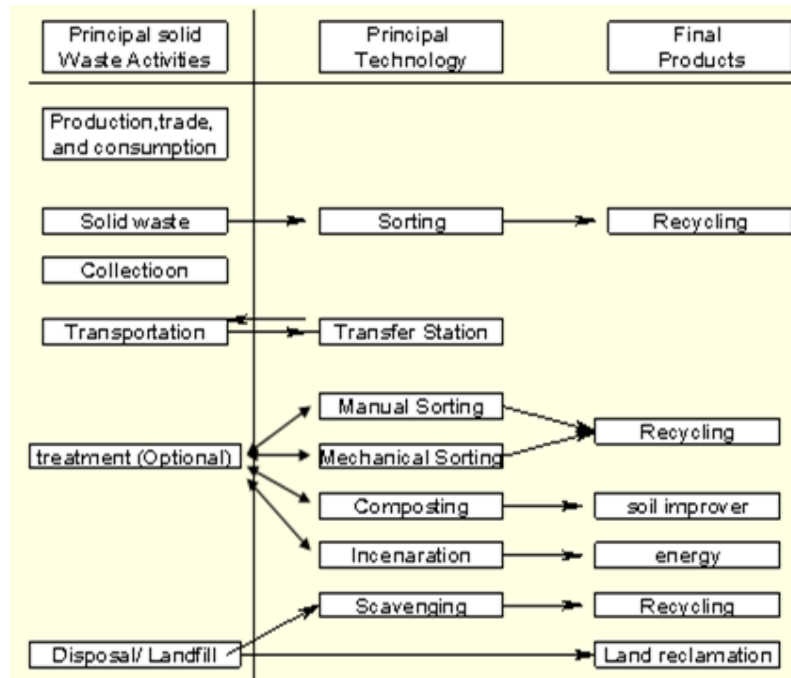 Principal solid
Waste Activities
Principal
Technology
Final
Products
Production,trade,
and consumption
Solid waste
Sorting
Recycling
Collectioon
Transportation
Transfer Station
Manual Sorting
Recycling
treatment (Optional)
Mechanical Sorting
Composting
soil improver
Incenaration
energy
Scavenging
Recycling
Disposal/ Landfill
Land reclamation